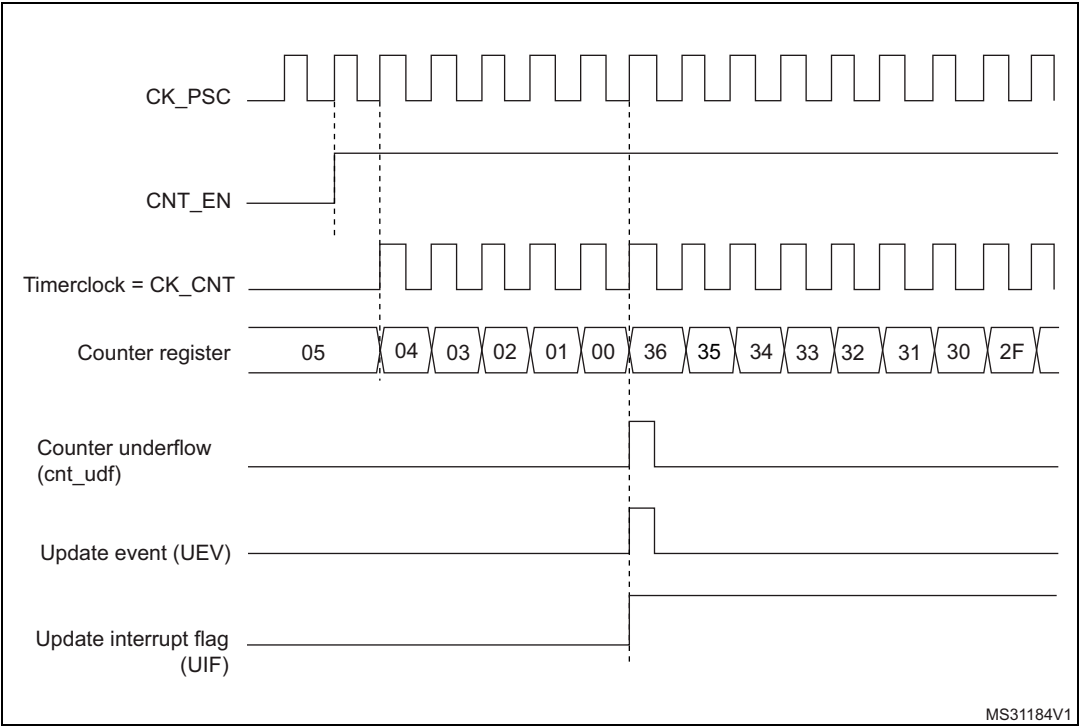 CK_PSC
CNT_EN
Timerclock = CK_CNT
Counter register
05 04 03 02 01 00 36 35 34 33 32 31 30 2F
Counter underflow
(cnt_udf)
Update event (UEV)
Update interrupt flag
(UIF)
MS31184V1